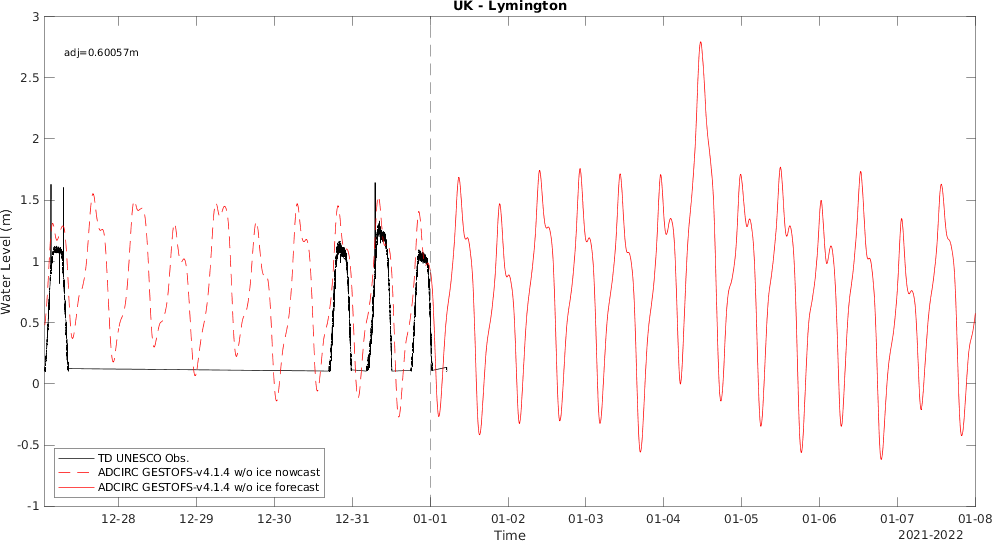 UK - Lymington
adj=0.60057m
3
2.5
2
1.5
1
0.5
0
-0.5
-1
Water Level (m)
TD UNESCO Obs.
ADCIRC GESTOFS-v4.1.4 w/o ice nowcast
ADCIRC GESTOFS-v4.1.4 w/o ice forecast
12-28 12-29 12-30 12-31 01-01 01-02 01-03 01-04 01-05 01-06 01-07 01-08
Time
2021-2022